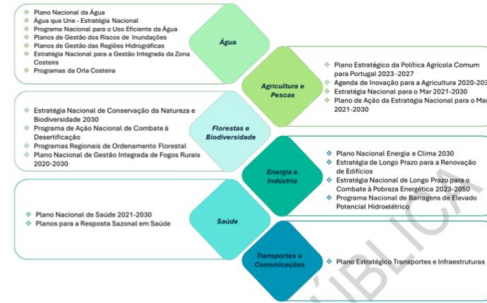 Plano Nacional da Água
Água que Une - Estratégia Nacional
Programa Nacional para o Uso Eficiente da Água
Planos de Gestão dos Riscos de Inundações
Planos de Gestão das Regiões Hidrográficas
Estratégia Nacional para a Gestão Integrada da Zona
Costeira
Programas da Orla Costeira
Água
Agricultura e
Pescas
Plano Estratégico da Política Agrícola Comum
para Portugal 2023 -2027
Agenda de Inovação para a Agricultura 2020-203
Estratégia Nacional para o Mar 2021-2030
Plano de Ação da Estratégia Nacional para o Mar
2021-2030
Estratégia Nacional de Conservação da Natureza e
Biodiversidade 2030
Programa de Ação Nacional de Combate à
Desertificação
Programas Regionais de Ordenamento Florestal
Plano Nacional de Gestão Integrada de Fogos Rurais
2020-2030
Florestas e
Biodiversidade
Energia e
Indústria
Plano Nacional Energia e Clima 2030
Estratégia de Longo Prazo para a Renovação
de Edifícios
Estratégia Nacional de Longo Prazo para o
Combate à Pobreza Energética 2023-2050
Programa Nacional de Barragens de Elevado
Potencial Hidroelétrico
Plano Nacional de Saúde 2021-2030
Planos para a Resposta Sazonal em Saúde
Saúde
Transportes e
Comunicações
Plano Estratégico Transportes e Infraestruturas
ÚBLICA